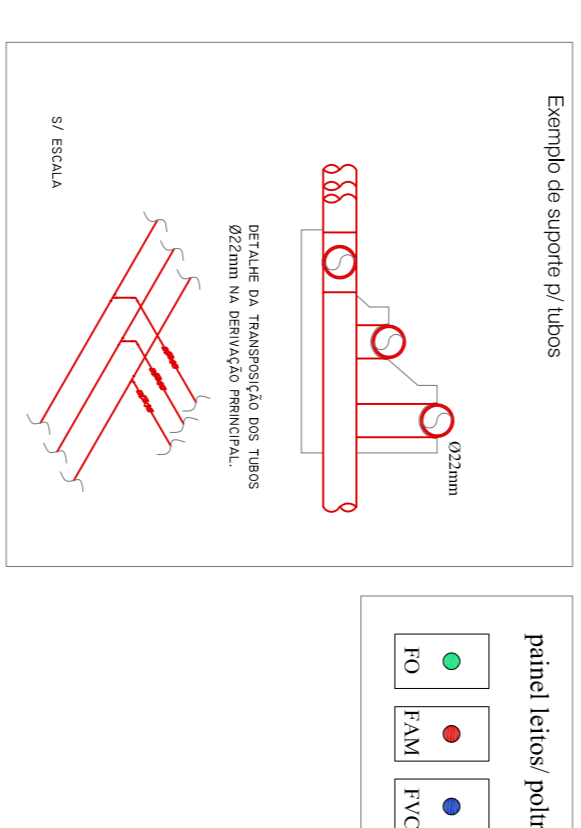 Exemplo de suporte p/ tubos
Ø22mm
DETALHE DA TRANSPOSIÇÃO DOS TUBOS
Ø22mm NA DERIVAÇÃO PRRINCIPAL.
S/ ESCALA
painel leitos/ poltr
FO
FAM
FVC